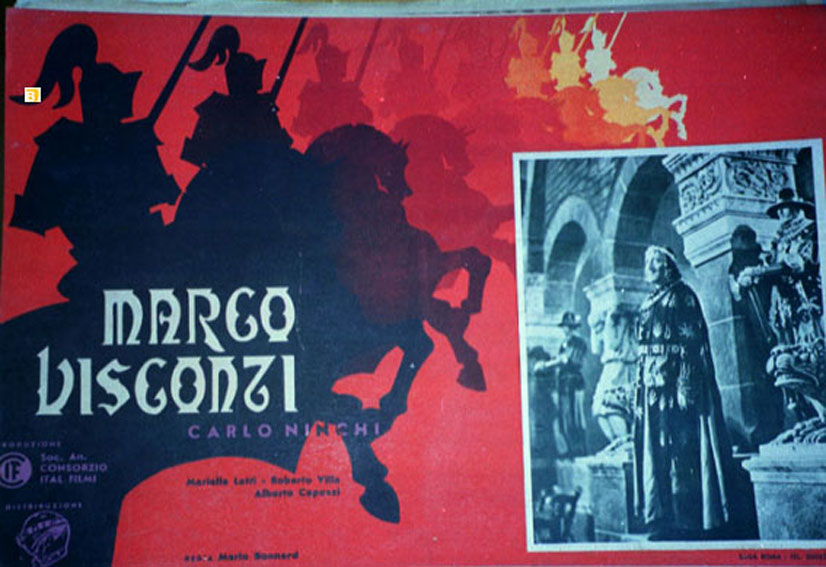 MARCO
VISCONTI
CARLO NINCHI
PRODUZIONE
Soc. An.
CONSORZIO
ITAL. FILMI
Mariella Lotti - Roberto Villa
Alberto Capozzi
DISTRIBUZIONE
Mario Bonnard